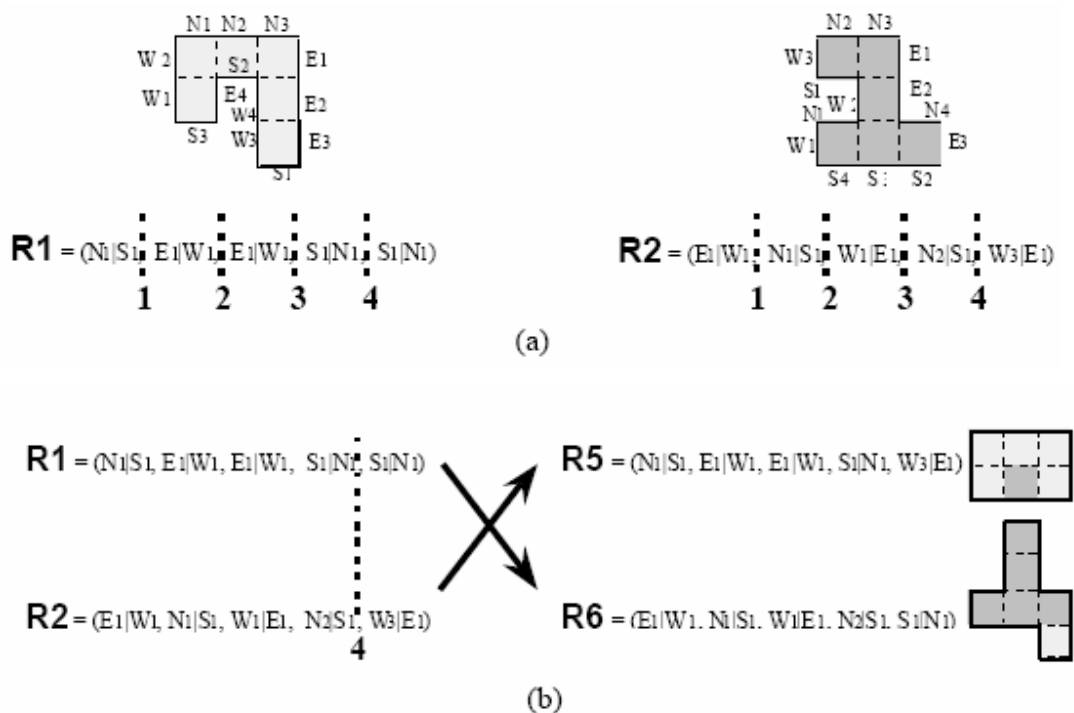 N1 N2 N3
W 2 S2 E1
W1 E4 E2
W4
S3 W3 E3
S1
N2 N3
W3 E1
S1 E2
W 2 N4
N1
W1 E3
S4 S2
R1 = (N1|S1, E1|W1, E1|W1, S1|N1, S1|N1)
1 2 3 4
R2 = (E1|W1, N1|S1, W1|E1, N2|S1, W3|E1)
1 2 3 4
(a)
R1 = (N1|S1, E1|W1, E1|W1, S1|N1, S1|N1)
R5 = (N1|S1, E1|W1, E1|W1, S1|N1, W3|E1)
R2 = (E1|W1, N1|S1, W1|E1, N2|S1, W3|E1)
4
R6 = (E1|W1, N1|S1, W1|E1, N2|S1, S1|N1)
(b)